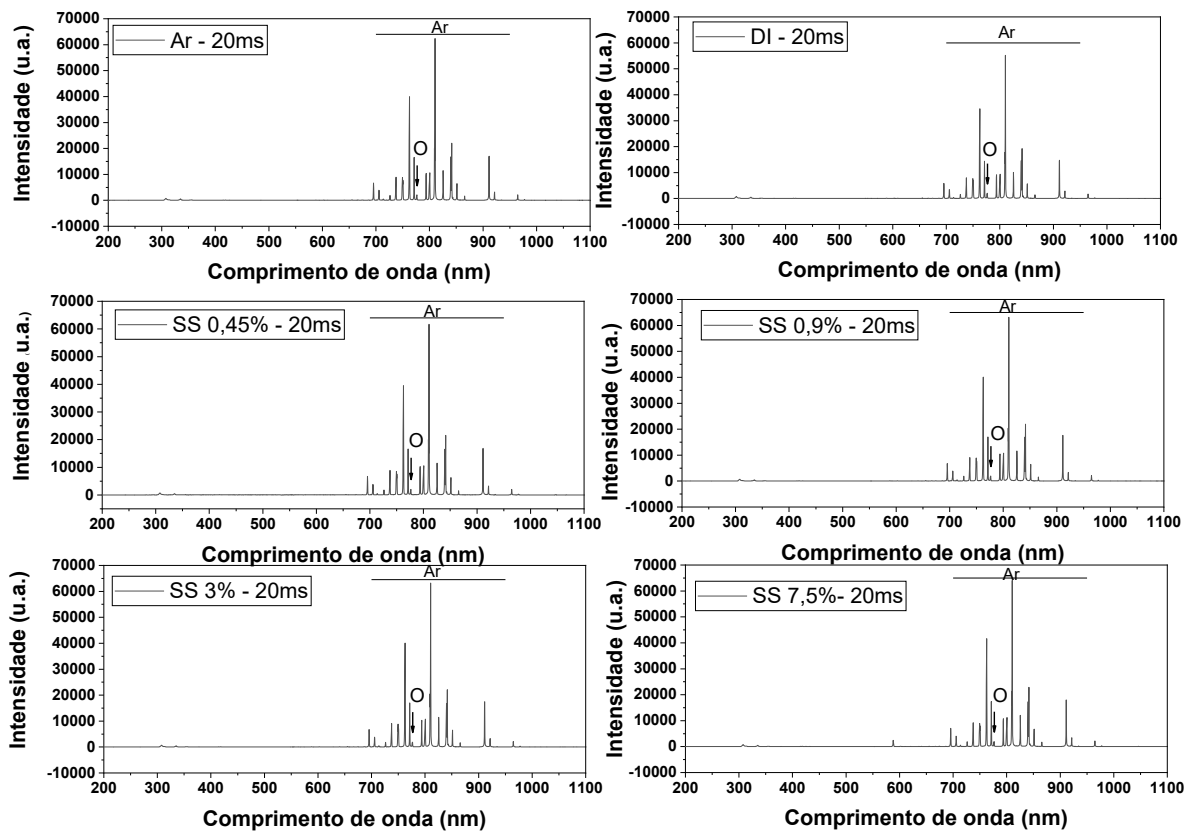 Ar - 20ms
Ar
O
Intensidade (u.a.)
70000
60000
50000
40000
30000
20000
10000
0
-10000
200 300 400 500 600 700 800 900 1000 1100
Comprimento de onda (nm)
DI - 20ms
Ar
O
Intensidade (u.a.)
70000
60000
50000
40000
30000
20000
10000
0
-10000
200 300 400 500 600 700 800 900 1000 1100
Comprimento de onda (nm)
SS 0,45% - 20ms
Ar
O
Intensidade .u.a.)
70000
60000
50000
40000
30000
20000
10000
0
-10000
200 300 400 500 600 700 800 900 1000 1100
Comprimento de onda (nm)
SS 0,9% - 20ms
Ar
O
Intensidade (u.a.)
70000
60000
50000
40000
30000
20000
10000
0
-10000
200 300 400 500 600 700 800 900 1000 1100
Comprimento de onda (nm)
SS 3% - 20ms
Ar
O
Intensidade (u.a.)
70000
60000
50000
40000
30000
20000
10000
0
-10000
200 300 400 500 600 700 800 900 1000 1100
Comprimento de onda (nm)
SS 7,5%- 20ms
Ar
O
Intensidade (u.a.)
70000
60000
50000
40000
30000
20000
10000
0
-10000
200 300 400 500 600 700 800 900 1000 1100
Comprimento de onda (nm)